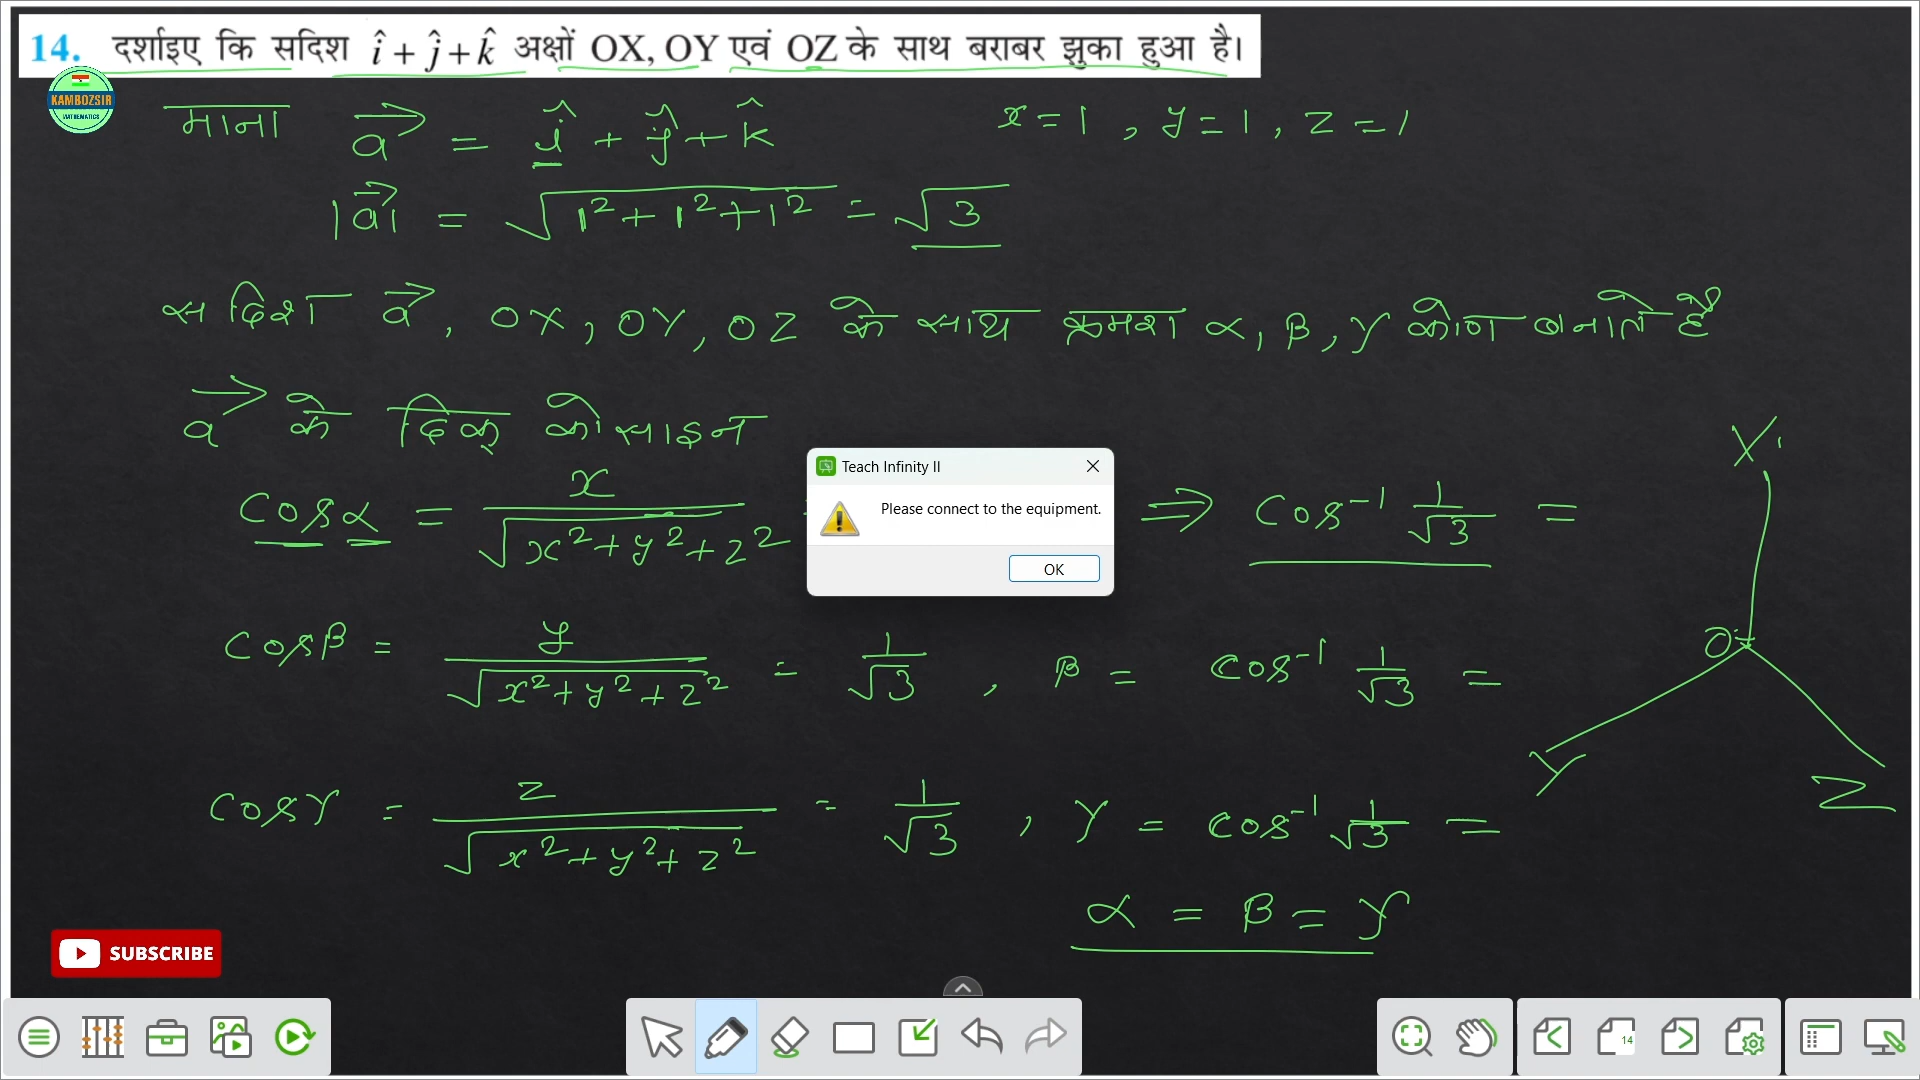 14. दर्शाइए कि सदिश î + ĵ + k̂ अक्षों OX, OY एवं OZ के साथ बराबर झुका हुआ है।
KAMBOZSIR
MATHEMATICS
माना a⃗ = î + ĵ + k̂ x = 1 , y = 1 , z = 1
|a⃗| = √(1² + 1² + 1²) = √3
सदिश a⃗, OX, OY, OZ के साथ क्रमश α, β, γ कोण बनाते है
a⃗ के दिक् कोसाइन
cosα = x/√(x² + y² + z²) ⇒ cos⁻¹ 1/√3 =
cosβ = y/√(x² + y² + z²) = 1/√3 , β = cos⁻¹ 1/√3 =
cosγ = z/√(x² + y² + z²) = 1/√3 , γ = cos⁻¹ 1/√3 =
α = β = γ
X
O
Y
Z
Teach Infinity II
Please connect to the equipment.
OK
SUBSCRIBE
14